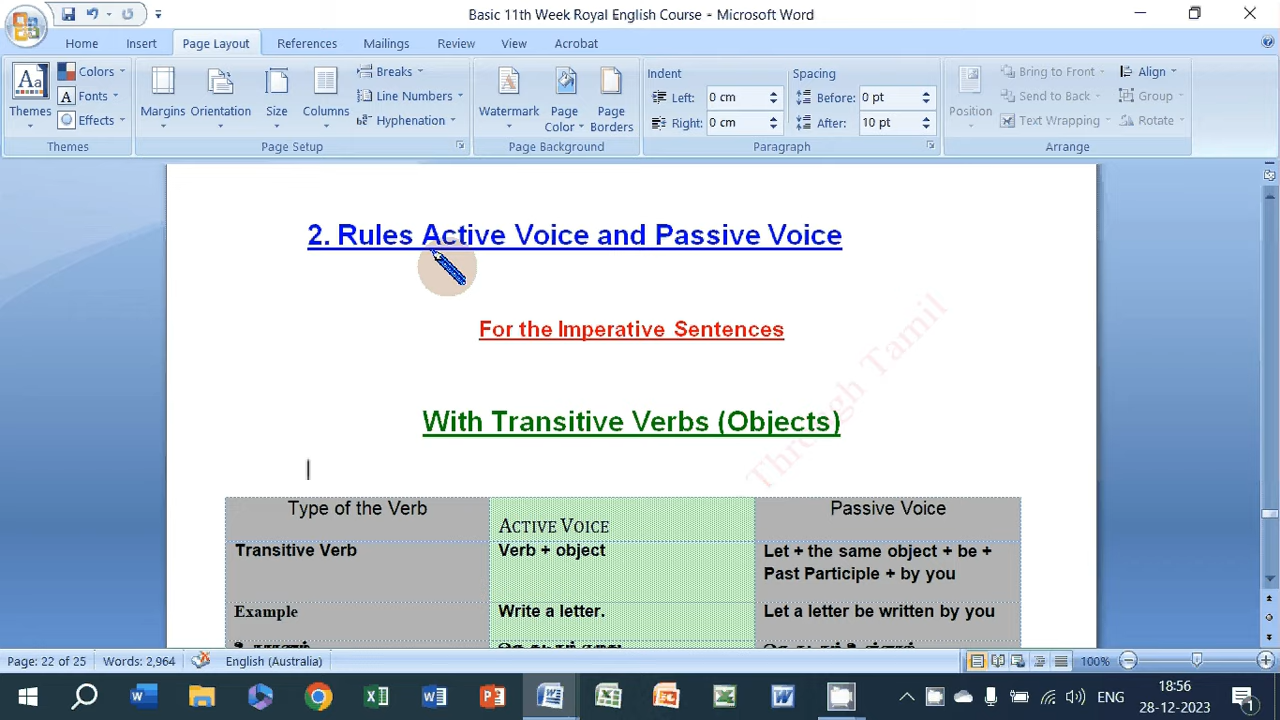 Basic 11th Week Royal English Course - Microsoft Word
Home Insert Page Layout References Mailings Review View Acrobat
Themes Colors Fonts Effects
Margins Orientation Size Columns Breaks Line Numbers Hyphenation
Watermark Page Color Page Borders
Indent Left: 0 cm Right: 0 cm
Spacing Before: 0 pt After: 10 pt
Position Bring to Front Send to Back Text Wrapping Align Group Rotate
Themes Page Setup Page Background Paragraph Arrange
2. Rules Active Voice and Passive Voice
For the Imperative Sentences
With Transitive Verbs (Objects)
Through Tamil
Type of the Verb ACTIVE VOICE Passive Voice
Transitive Verb Verb + object Let + the same object + be +
Past Participle + by you
Example Write a letter. Let a letter be written by you
Page: 22 of 25 Words: 2,964 English (Australia) 100%
ENG 18:56
28-12-2023
1